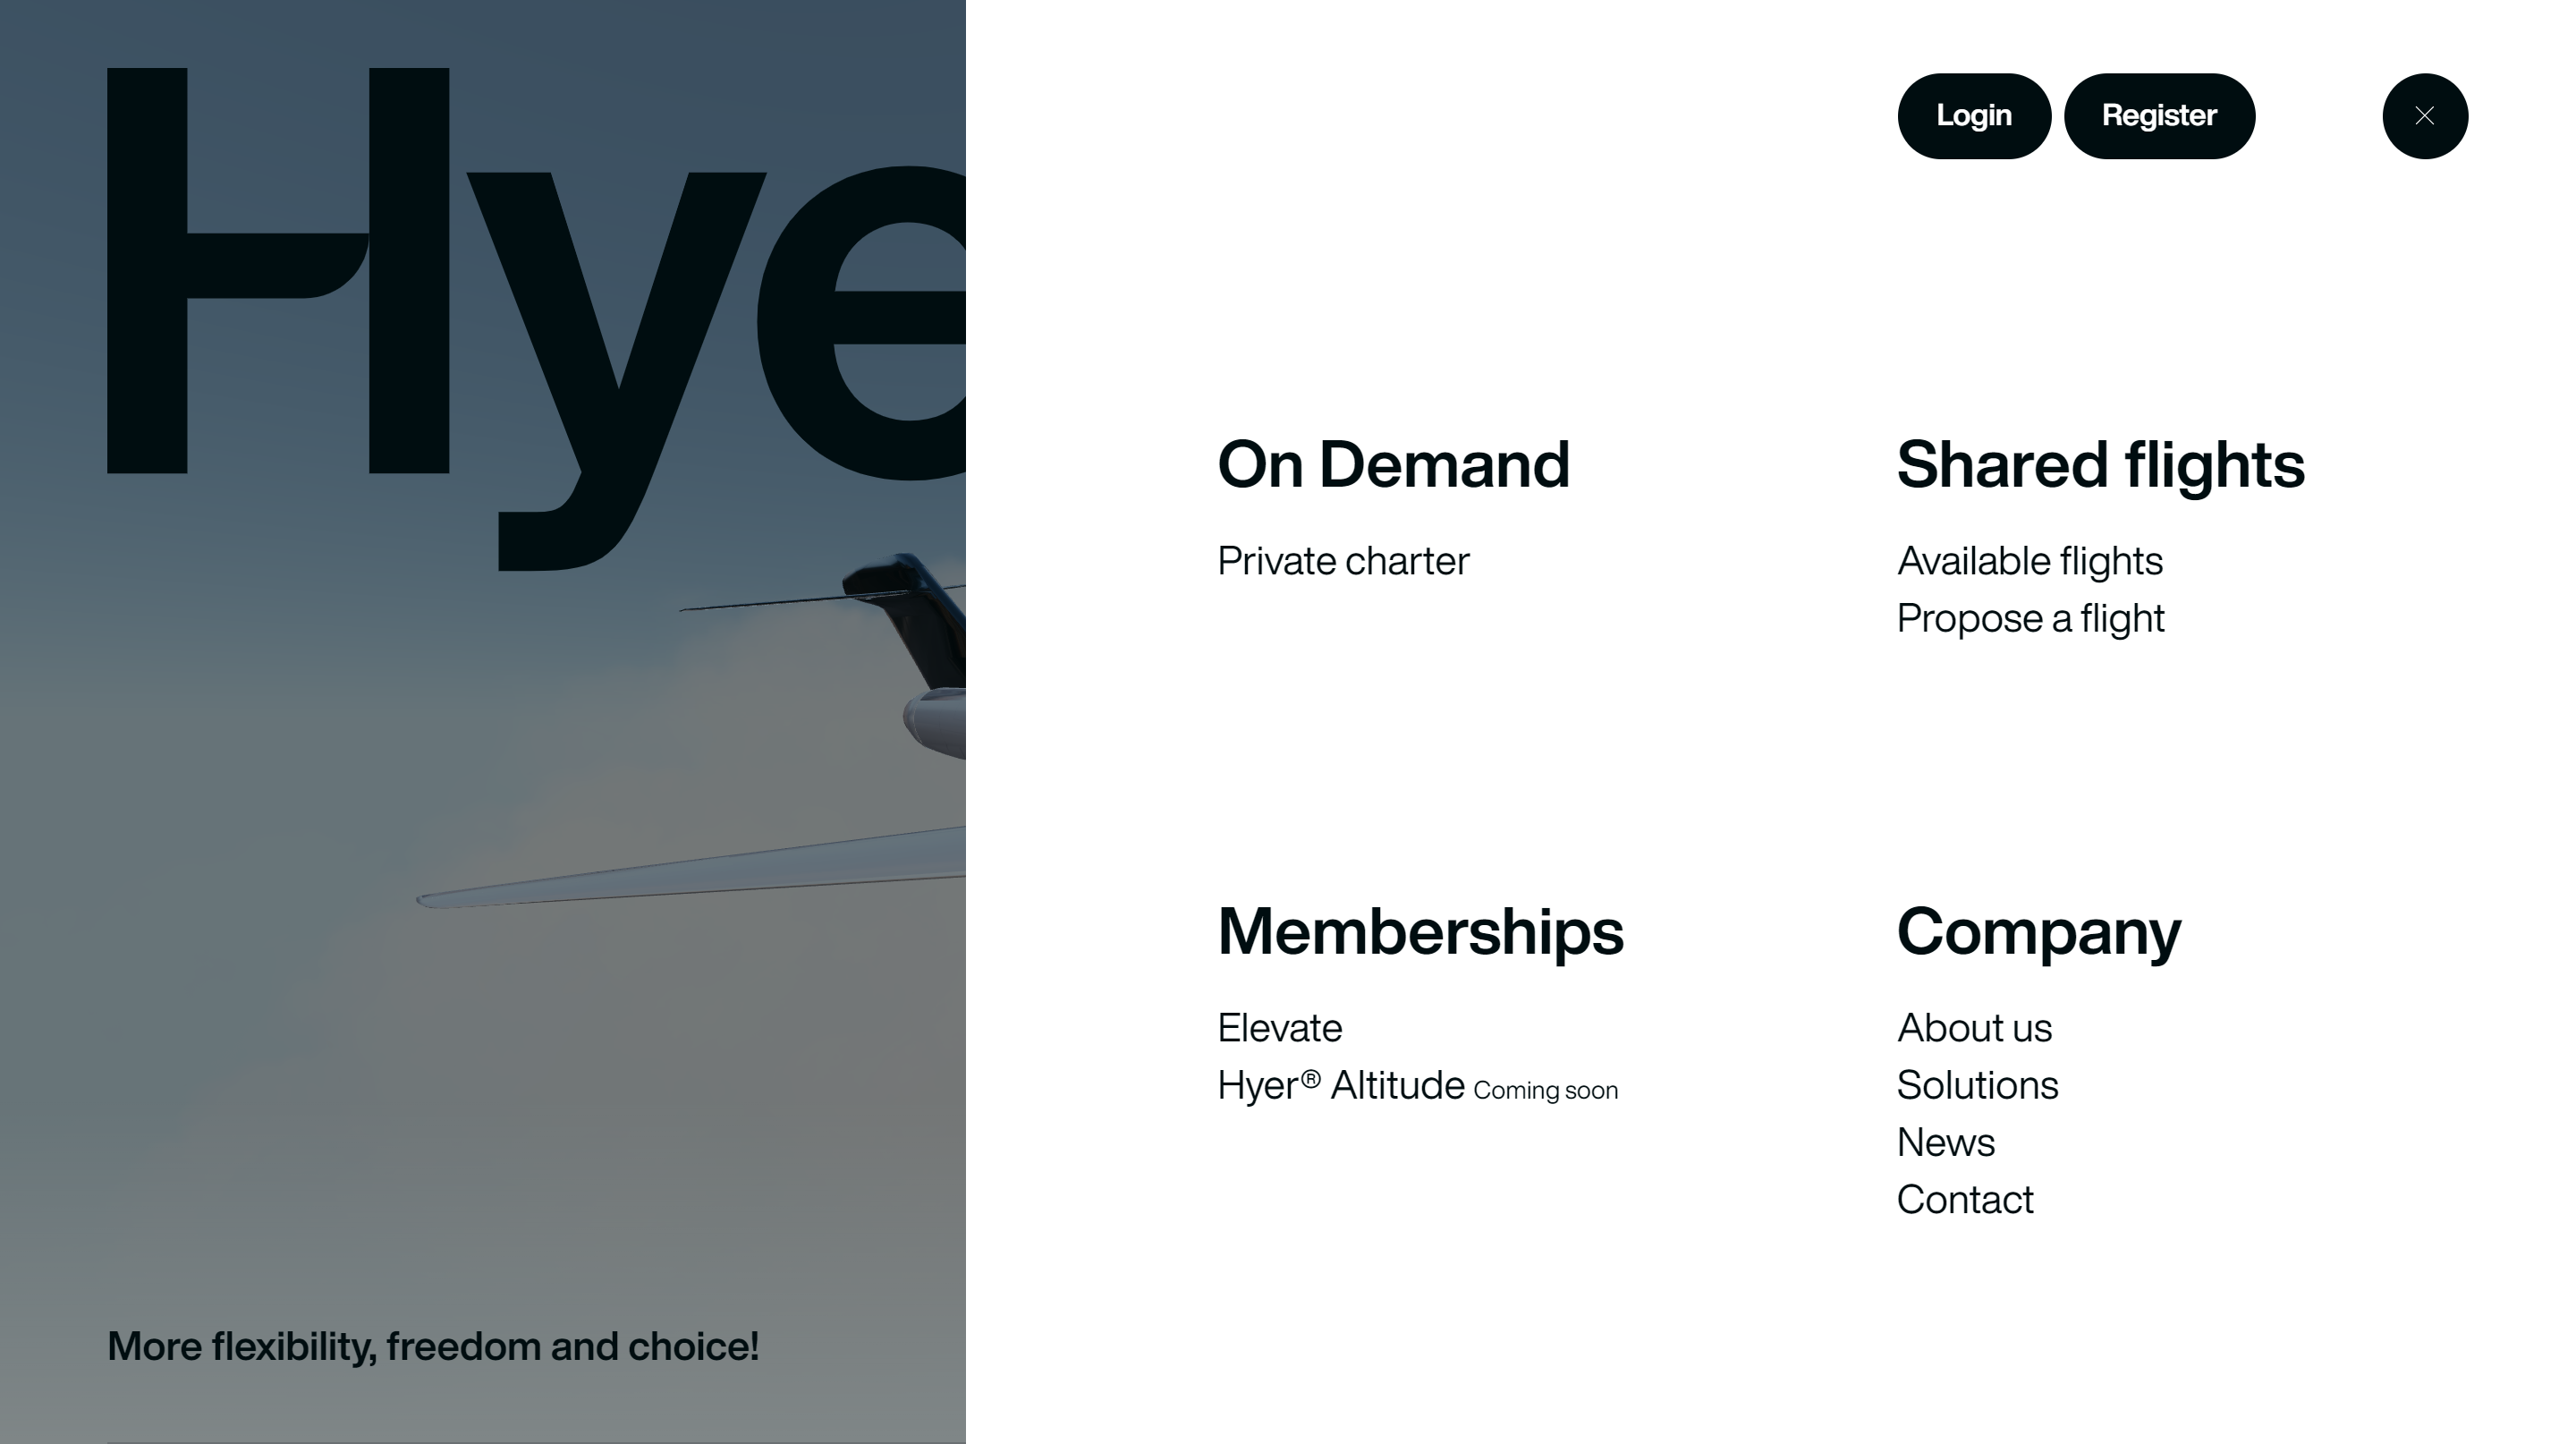 Hye
Login
Register
On Demand
Private charter
Shared flights
Available flights
Propose a flight
Memberships
Elevate
Hyer® Altitude Coming soon
Company
About us
Solutions
News
Contact
More flexibility, freedom and choice!